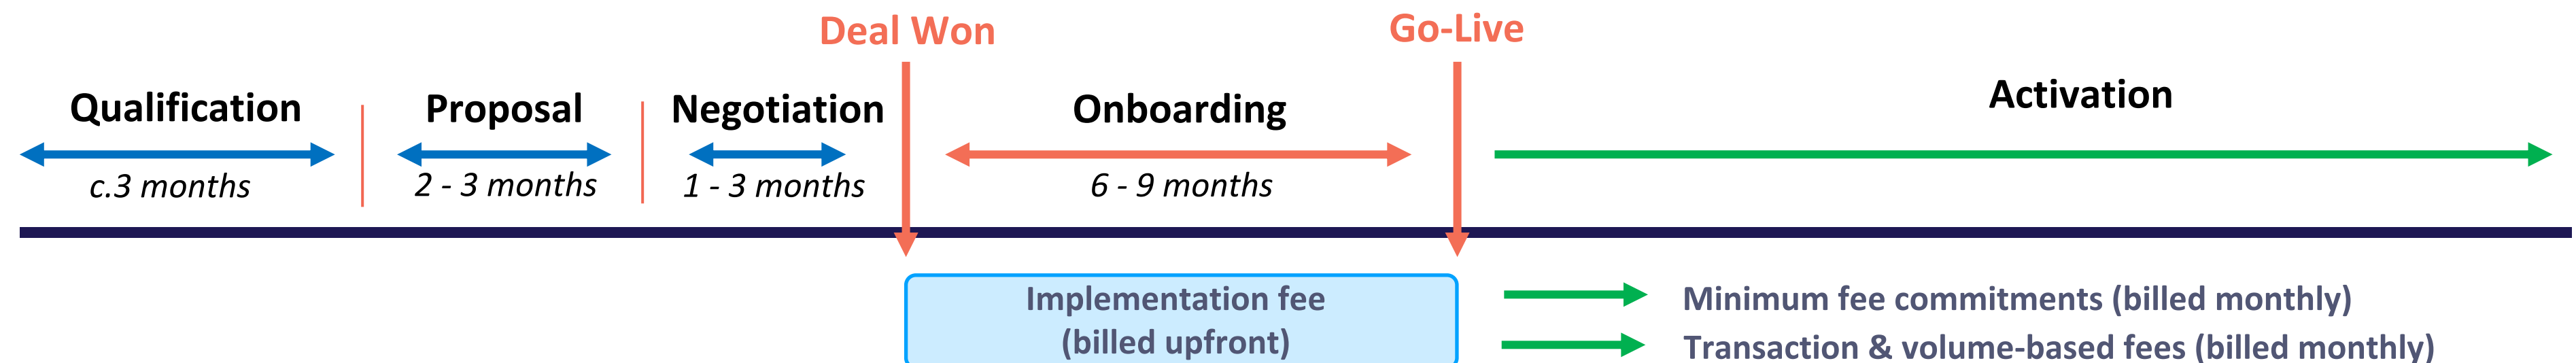 Deal Won
Go-Live
Qualification
Proposal
Negotiation
Onboarding
Activation
c.3 months
2 - 3 months
1 - 3 months
6 - 9 months
Implementation fee
(billed upfront)
Minimum fee commitments (billed monthly)
Transaction & volume-based fees (billed monthly)